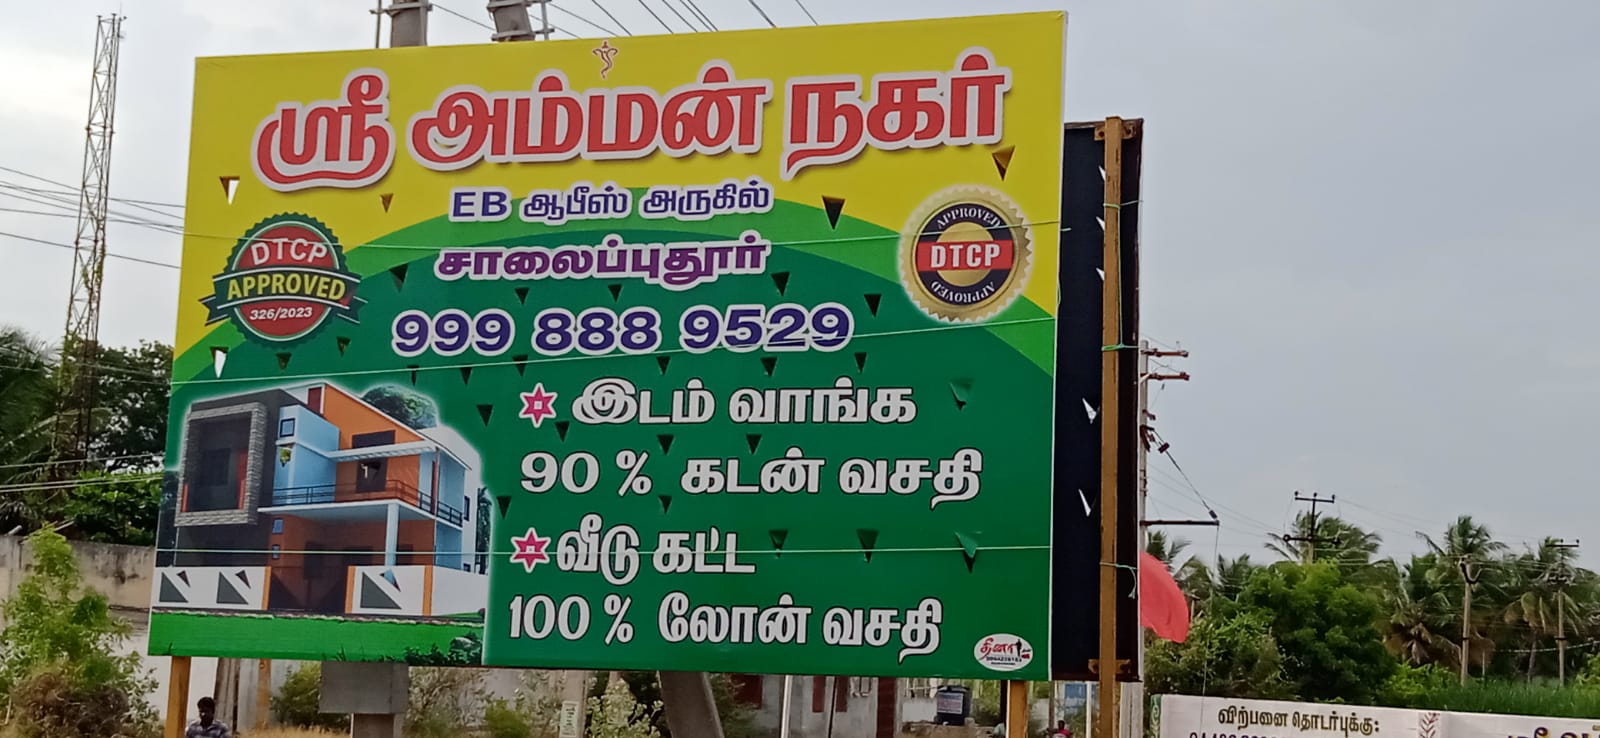 ஸ்ரீ அம்மன் நகர்
EB ஆபீஸ் அருகில்
சாலைப்புதூர்
DTCP
APPROVED
326/2023
APPROVED
DTCP
APPROVED
999 888 9529
இடம் வாங்க
90 % கடன் வசதி
வீடு கட்ட
100 % லோன் வசதி
தீனா
விற்பனை தொடர்புக்கு: